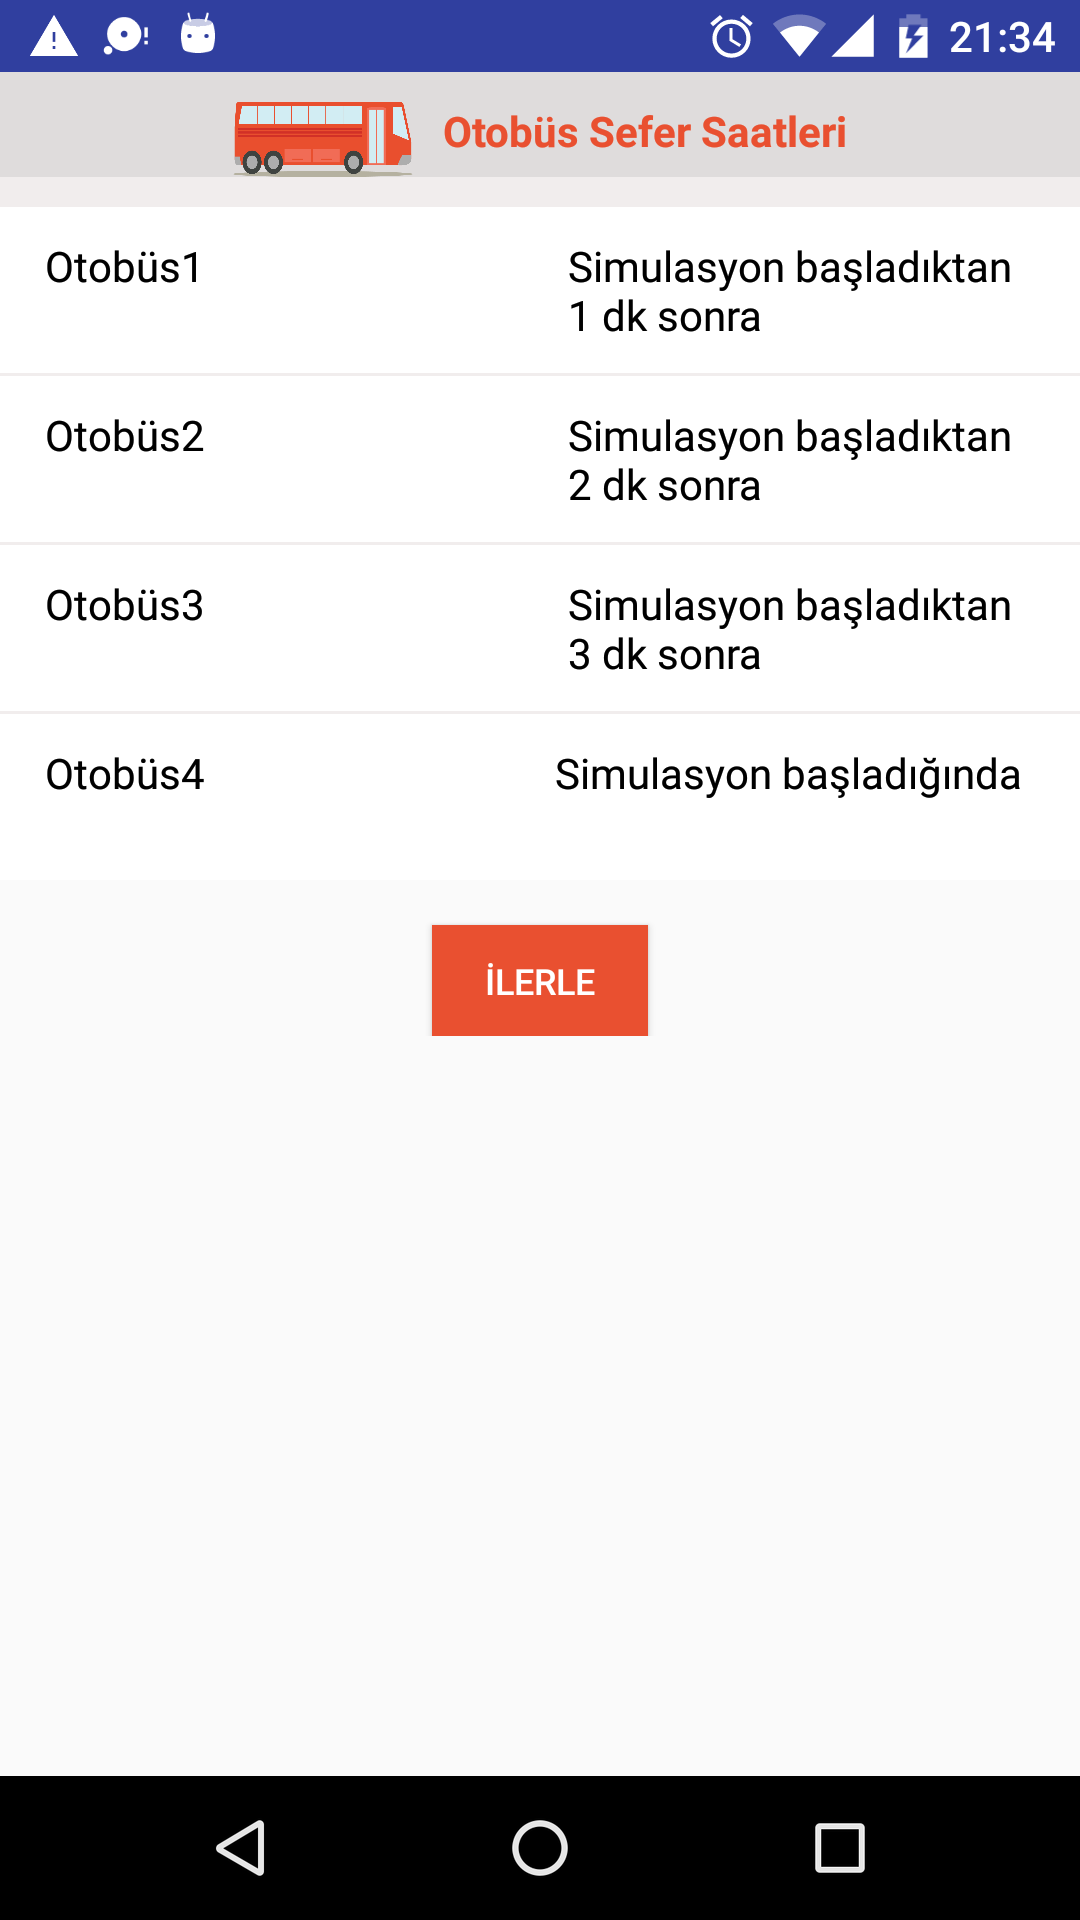 21:34
Otobüs Sefer Saatleri
Otobüs1
Simulasyon başladıktan
1 dk sonra
Otobüs2
Simulasyon başladıktan
2 dk sonra
Otobüs3
Simulasyon başladıktan
3 dk sonra
Otobüs4
Simulasyon başladığında
İLERLE